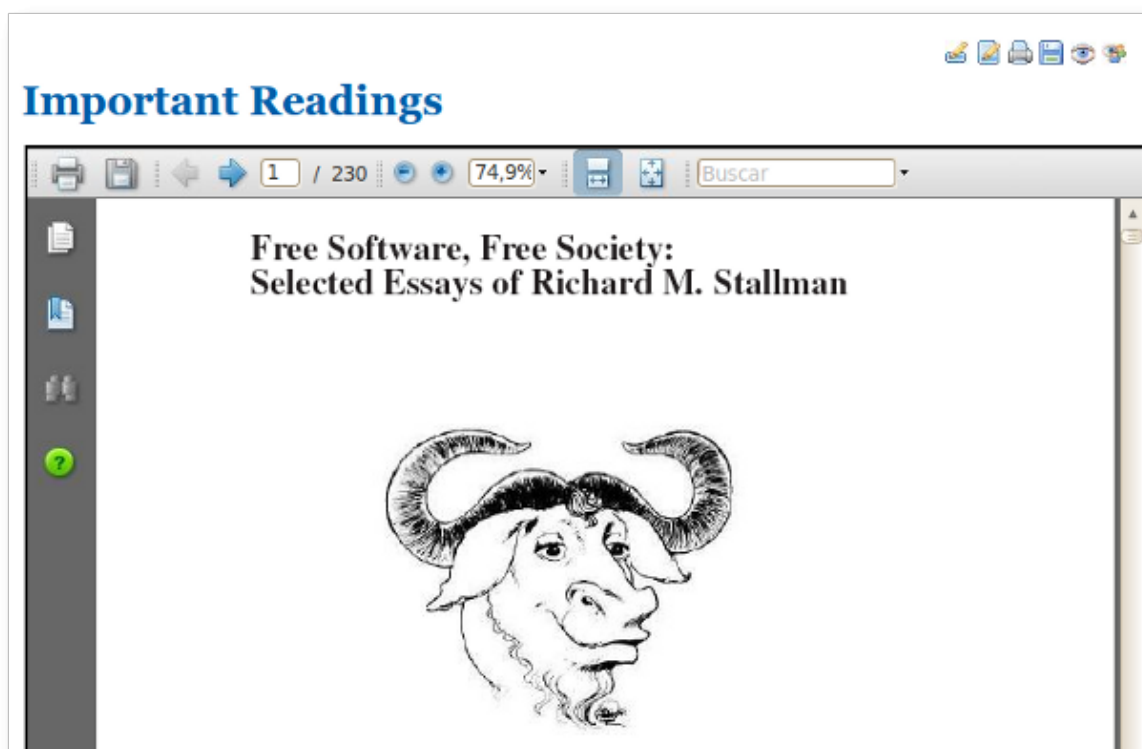 Important Readings
1 / 230 74,9% Buscar
Free Software, Free Society:
Selected Essays of Richard M. Stallman
?